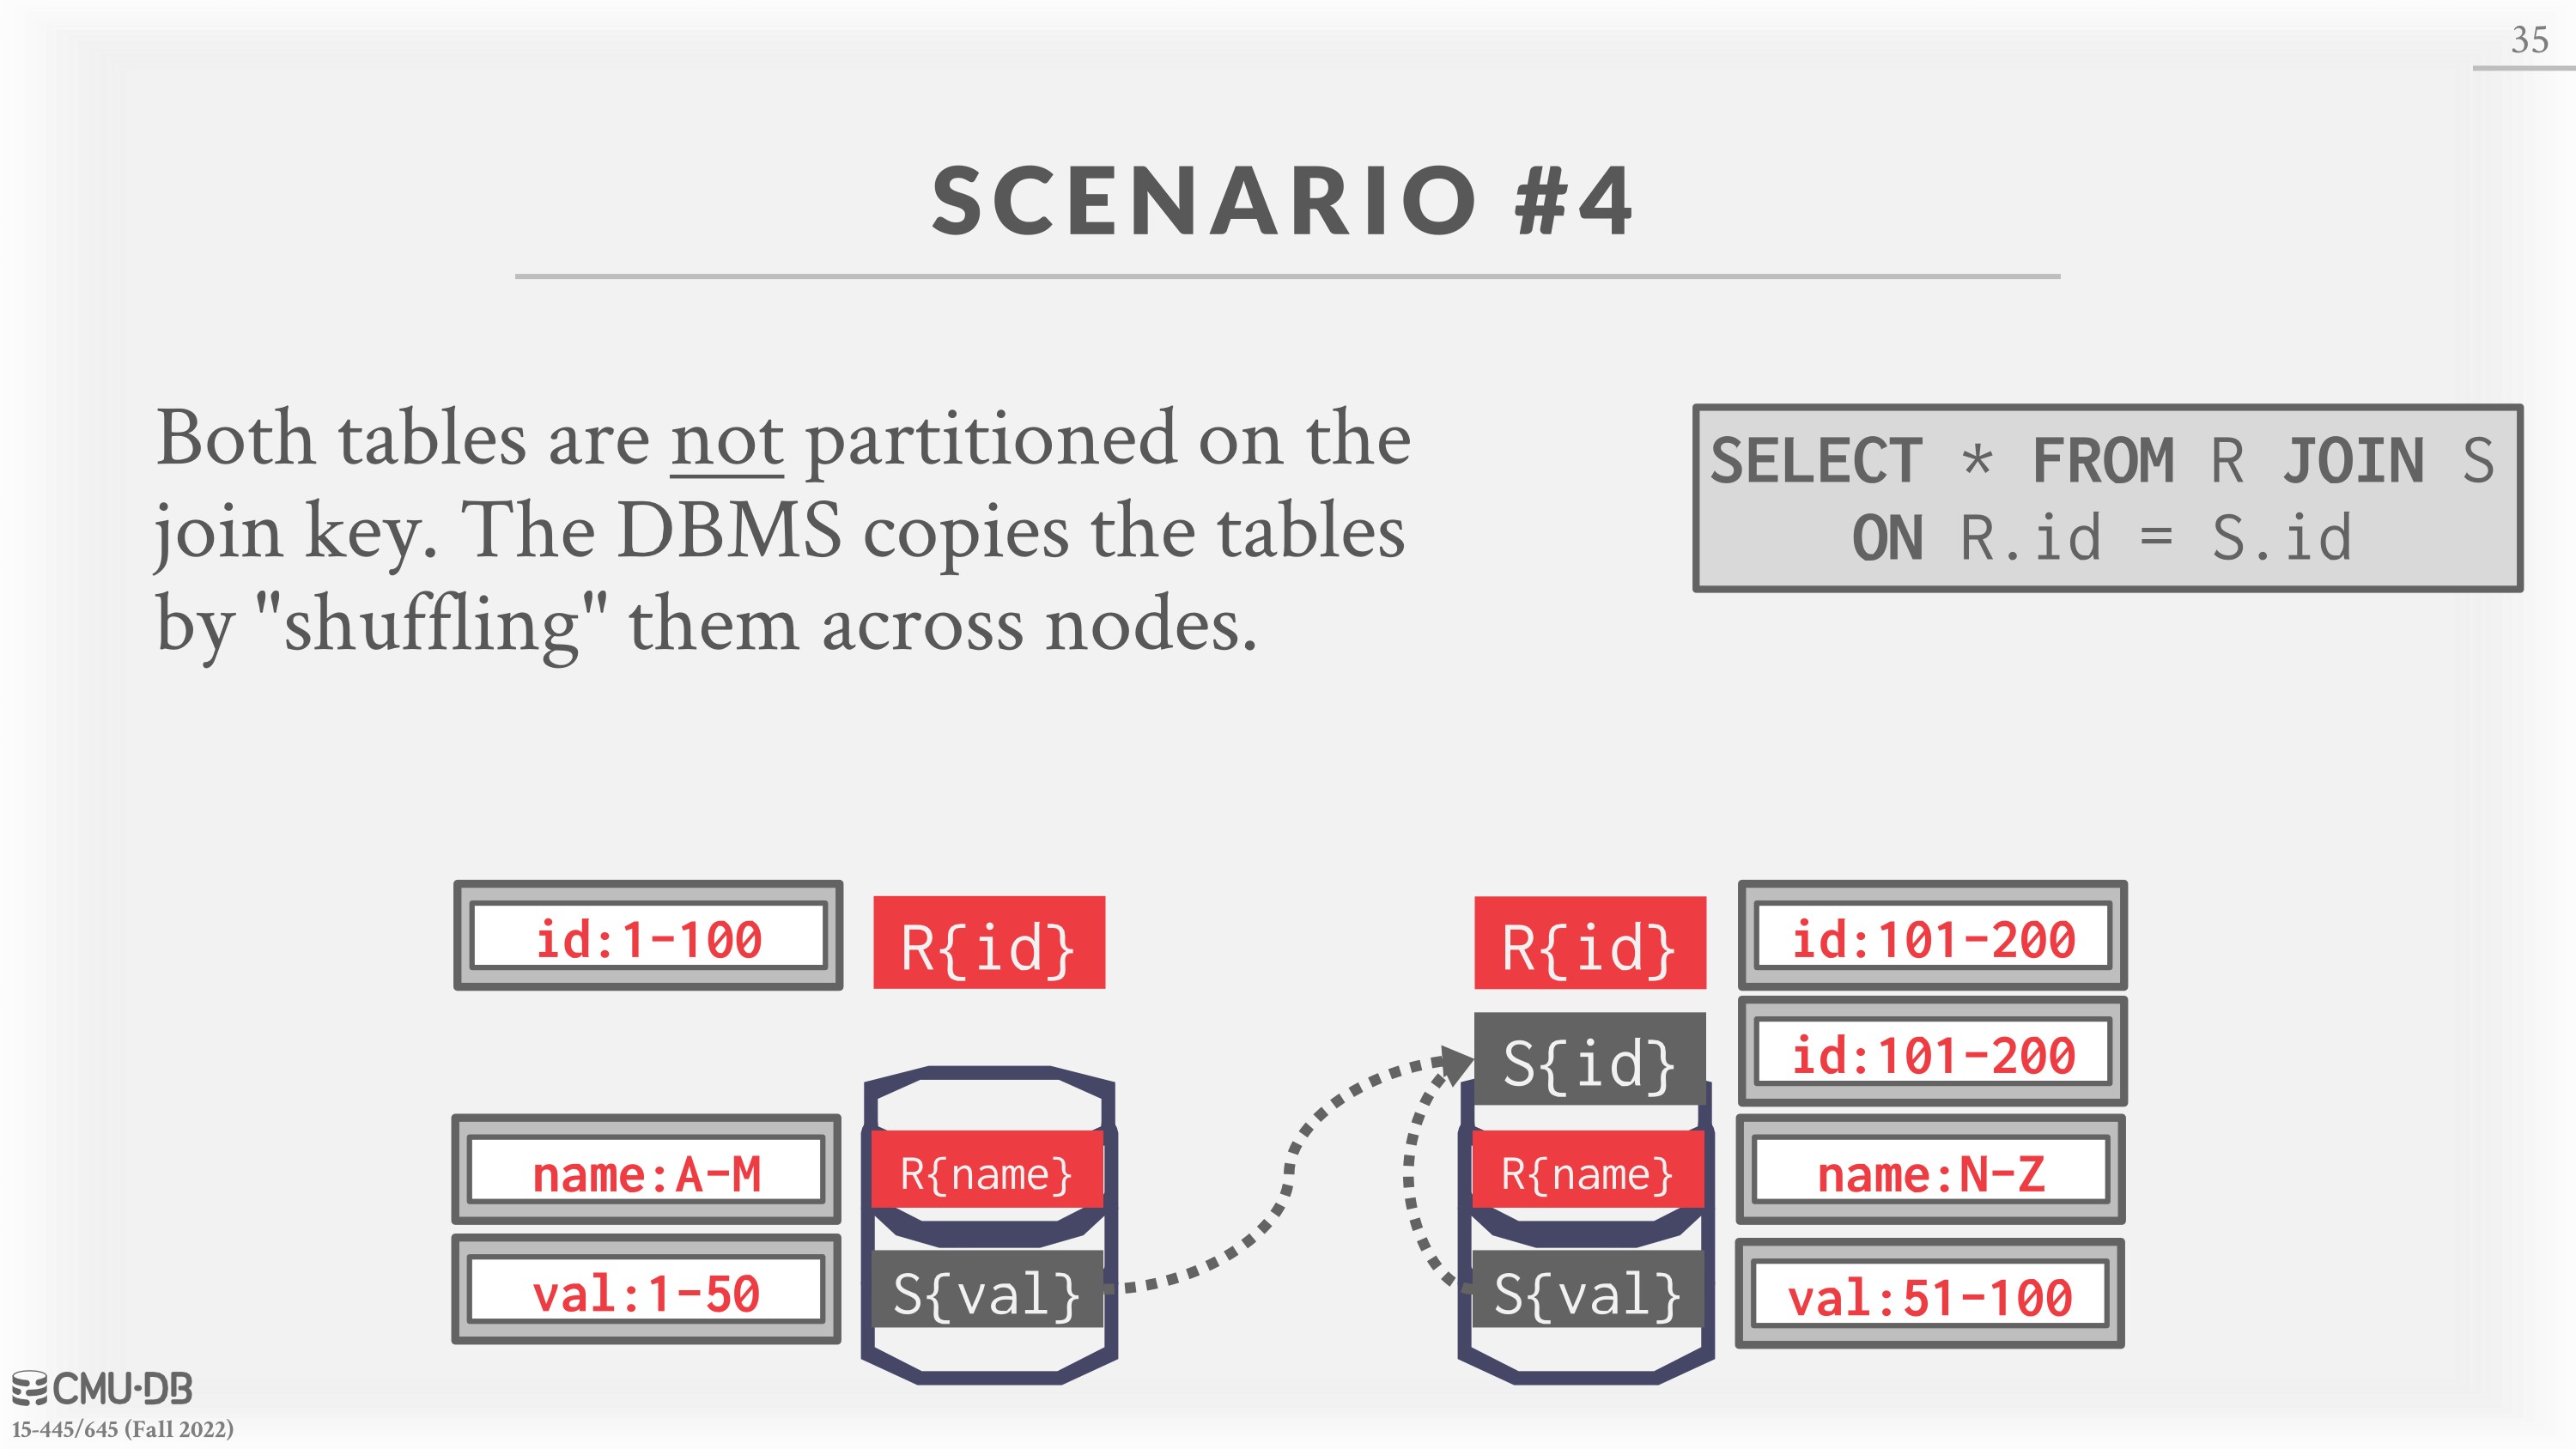 35
SCENARIO #4
Both tables are not partitioned on the
join key. The DBMS copies the tables
by "shuffling" them across nodes.
SELECT * FROM R JOIN S
ON R.id = S.id
id:1-100
R{id}
R{id}
id:101-200
S{id}
id:101-200
name:A-M
R{name}
R{name}
name:N-Z
val:1-50
S{val}
S{val}
val:51-100
CMU·DB
15-445/645 (Fall 2022)